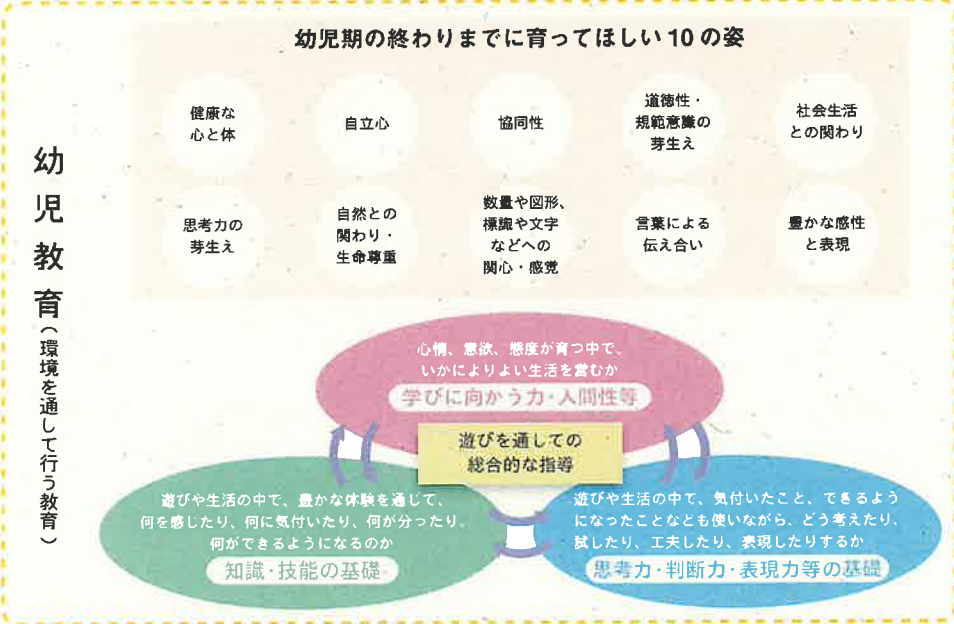 幼児期の終わりまでに育ってほしい10の姿
健康な
心と体
自立心
協同性
道徳性・
規範意識の
芽生え
社会生活
との関わり
思考力の
芽生え
自然との
関わり・
生命尊重
数量や図形、
標識や文字
などへの
関心・感覚
言葉による
伝え合い
豊かな感性
と表現
幼児教育(環境を通して行う教育)
心情、意欲、態度が育つ中で、
いかによりよい生活を営むか
学びに向かう力・人間性等
遊びを通しての
総合的な指導
遊びや生活の中で、豊かな体験を通じて、
何を感じたり、何に気付いたり、何が分ったり、
何ができるようになるのか
知識・技能の基礎
遊びや生活の中で、気付いたこと、できるよう
になったことなども使いながら、どう考えたり、
試したり、工夫したり、表現したりするか
思考力・判断力・表現力等の基礎